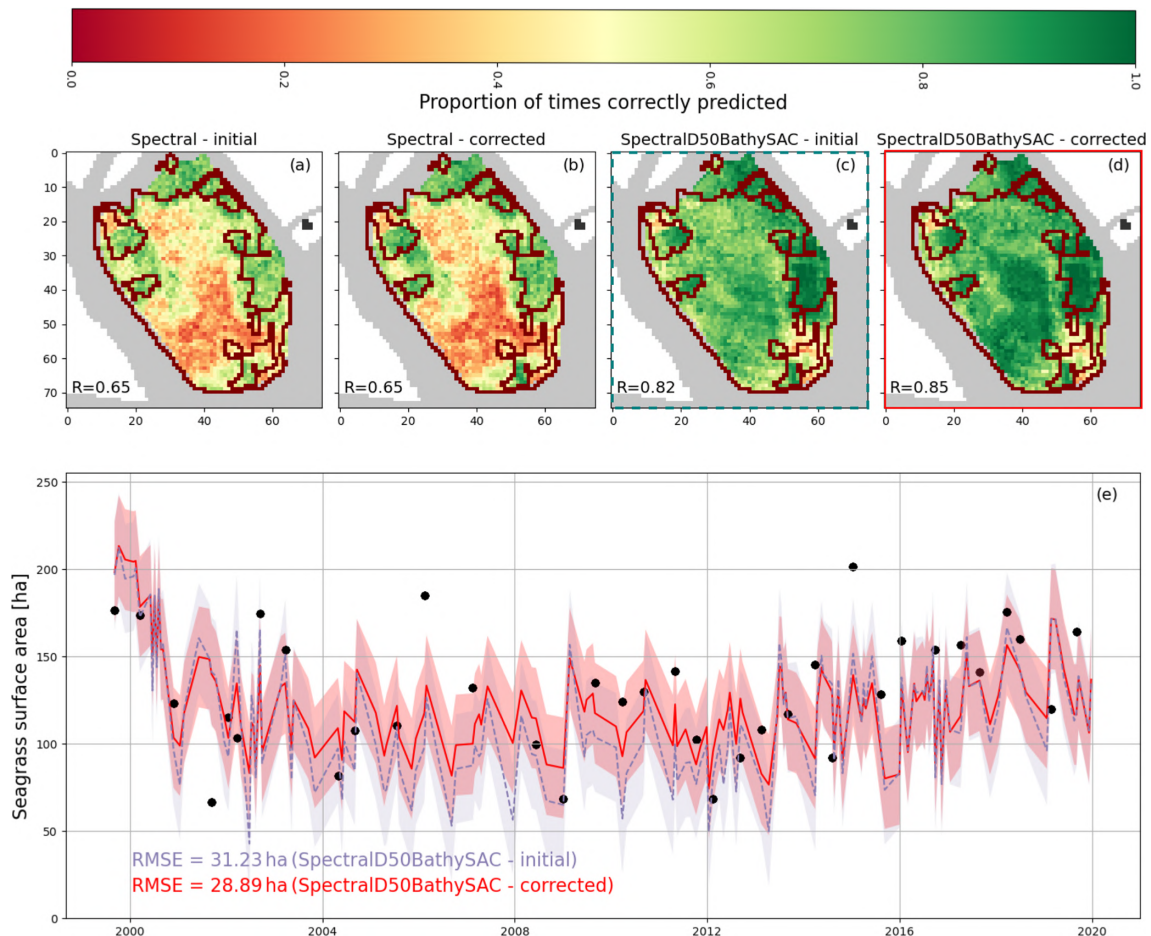 0.0 0.2 0.4 0.6 0.8 1.0
Proportion of times correctly predicted
Spectral - initial Spectral - corrected SpectralD50BathySAC - initial SpectralD50BathySAC - corrected
(a) (b) (c) (d)
0
10
20
30
40
50
60
70
R=0.65 R=0.65 R=0.82 R=0.85
0 20 40 60 0 20 40 60 0 20 40 60 0 20 40 60
(e)
Seagrass surface area [ha]
250
200
150
100
50
0
RMSE = 31.23 ha (SpectralD50BathySAC - initial)
RMSE = 28.89 ha (SpectralD50BathySAC - corrected)
2000 2004 2008 2012 2016 2020